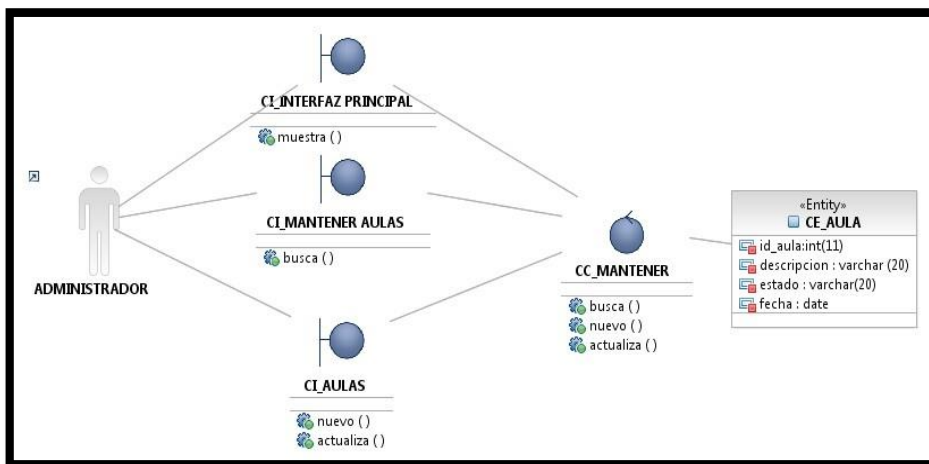 CI_INTERFAZ PRINCIPAL
muestra ( )
CI_MANTENER AULAS
busca ( )
ADMINISTRADOR
CI_AULAS
nuevo ( )
actualiza ( )
CC_MANTENER
busca ( )
nuevo ( )
actualiza ( )
«Entity»
CE_AULA
id_aula:int(11)
descripcion : varchar (20)
estado : varchar(20)
fecha : date